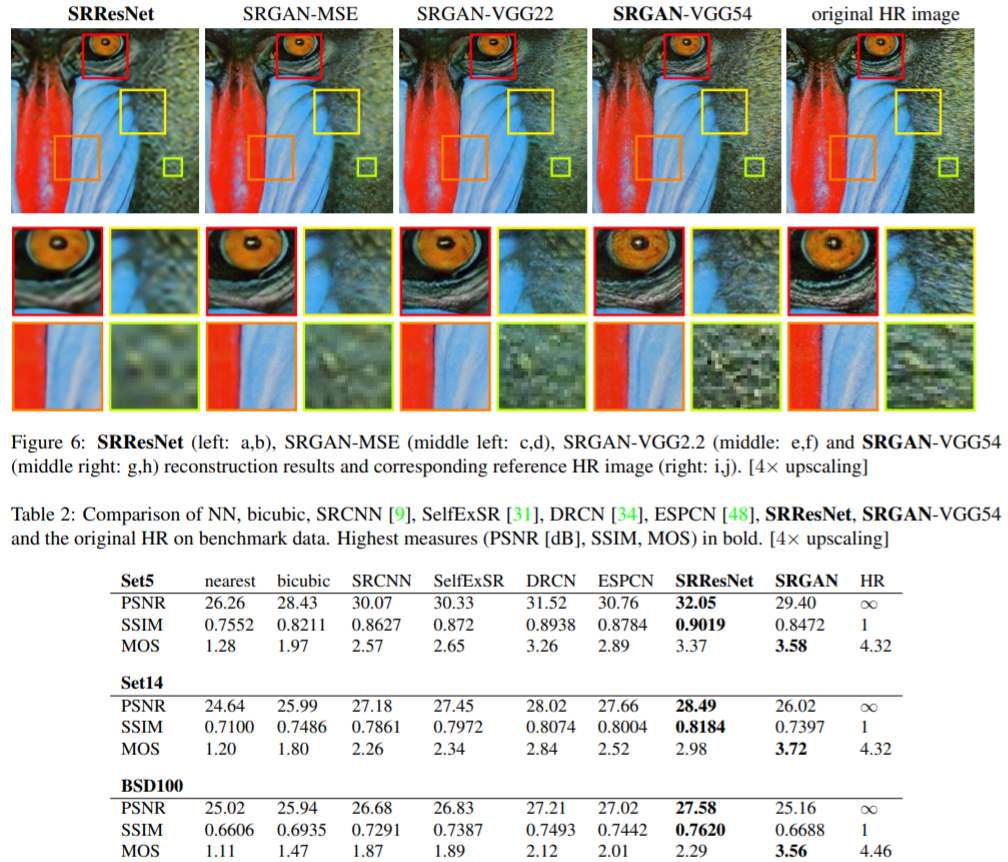 SRResNet SRGAN-MSE SRGAN-VGG22 SRGAN-VGG54 original HR image
Figure 6: SRResNet (left: a,b), SRGAN-MSE (middle left: c,d), SRGAN-VGG2.2 (middle: e,f) and SRGAN-VGG54
(middle right: g,h) reconstruction results and corresponding reference HR image (right: i,j). [4× upscaling]
Table 2: Comparison of NN, bicubic, SRCNN [9], SelfExSR [31], DRCN [34], ESPCN [48], SRResNet, SRGAN-VGG54
and the original HR on benchmark data. Highest measures (PSNR [dB], SSIM, MOS) in bold. [4× upscaling]
Set5 nearest bicubic SRCNN SelfExSR DRCN ESPCN SRResNet SRGAN HR
PSNR 26.26 28.43 30.07 30.33 31.52 30.76 32.05 29.40 ∞
SSIM 0.7552 0.8211 0.8627 0.872 0.8938 0.8784 0.9019 0.8472 1
MOS 1.28 1.97 2.57 2.65 3.26 2.89 3.37 3.58 4.32
Set14
PSNR 24.64 25.99 27.18 27.45 28.02 27.66 28.49 26.02 ∞
SSIM 0.7100 0.7486 0.7861 0.7972 0.8074 0.8004 0.8184 0.7397 1
MOS 1.20 1.80 2.26 2.34 2.84 2.52 2.98 3.72 4.32
BSD100
PSNR 25.02 25.94 26.68 26.83 27.21 27.02 27.58 25.16 ∞
SSIM 0.6606 0.6935 0.7291 0.7387 0.7493 0.7442 0.7620 0.6688 1
MOS 1.11 1.47 1.87 1.89 2.12 2.01 2.29 3.56 4.46